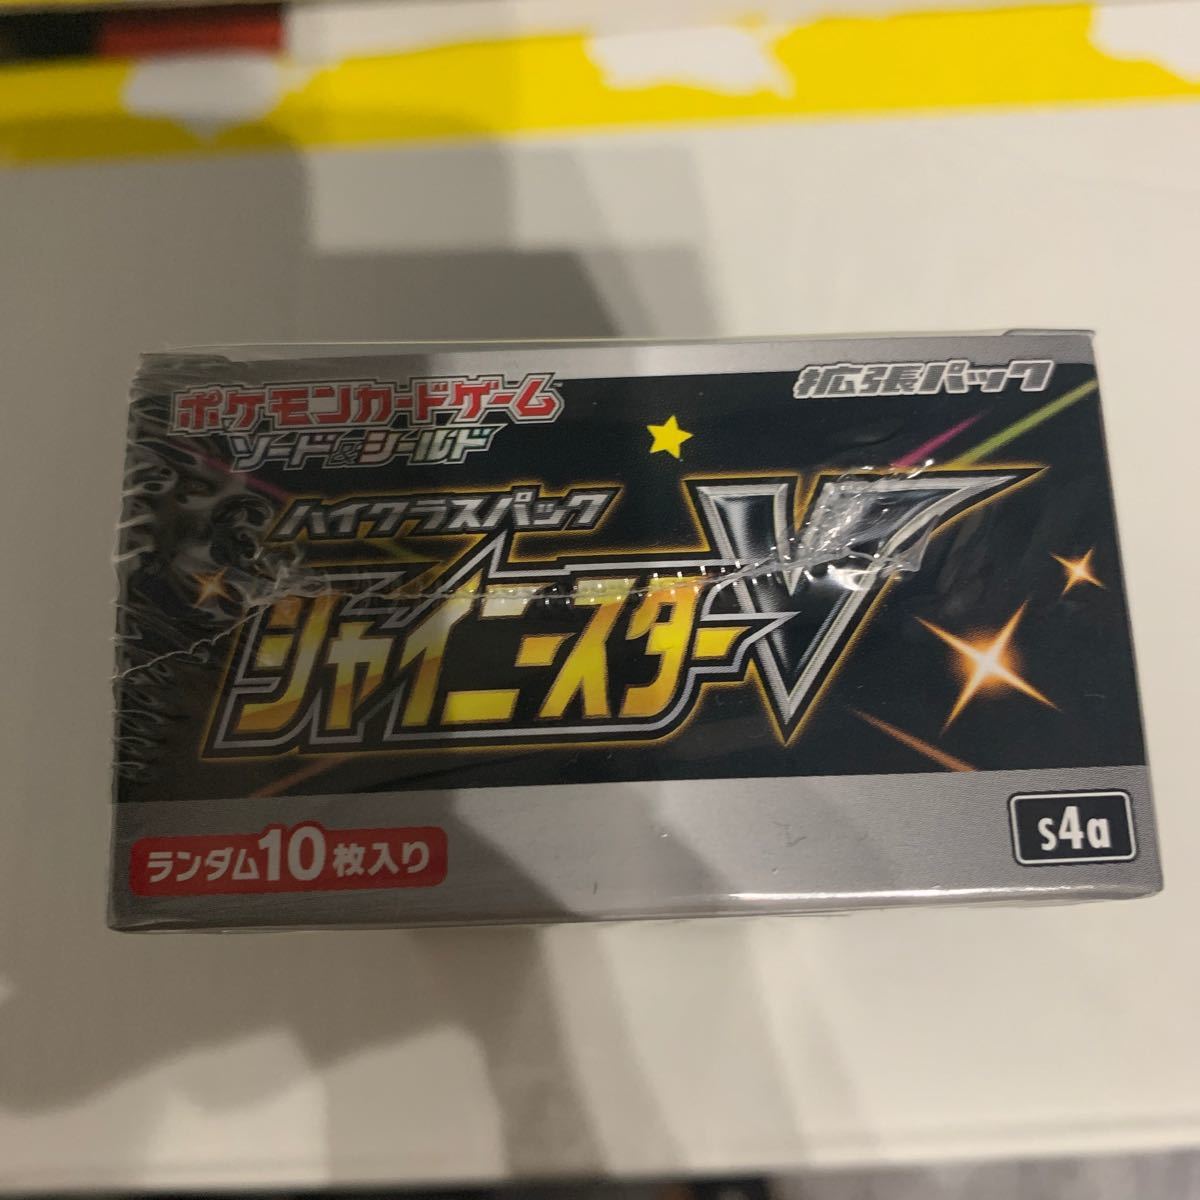 ポケモンカードゲーム
ソード&シールド
拡張パック
ハイクラスパック
シャイニースターV
ランダム10枚入り
s4a